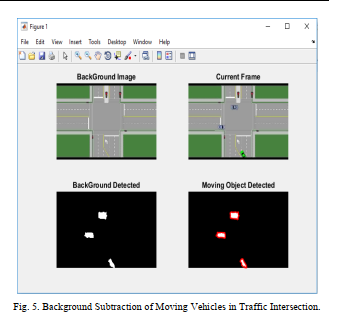 Figure 1
File Edit View Insert Tools Desktop Window Help
BackGround Image
Current Frame
BackGround Detected
Moving Object Detected
Fig. 5. Background Subtraction of Moving Vehicles in Traffic Intersection.